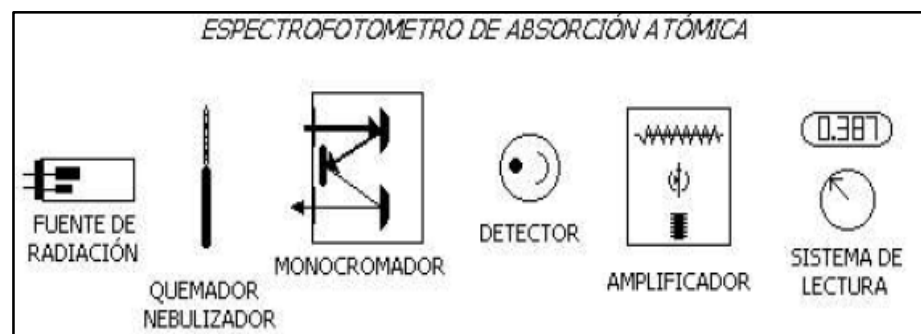 ESPECTROFOTOMETRO DE ABSORCIÓN ATÓMICA
FUENTE DE
RADIACIÓN
QUEMADOR
NEBULIZADOR
MONOCROMADOR
DETECTOR
AMPLIFICADOR
0.387
SISTEMA DE
LECTURA